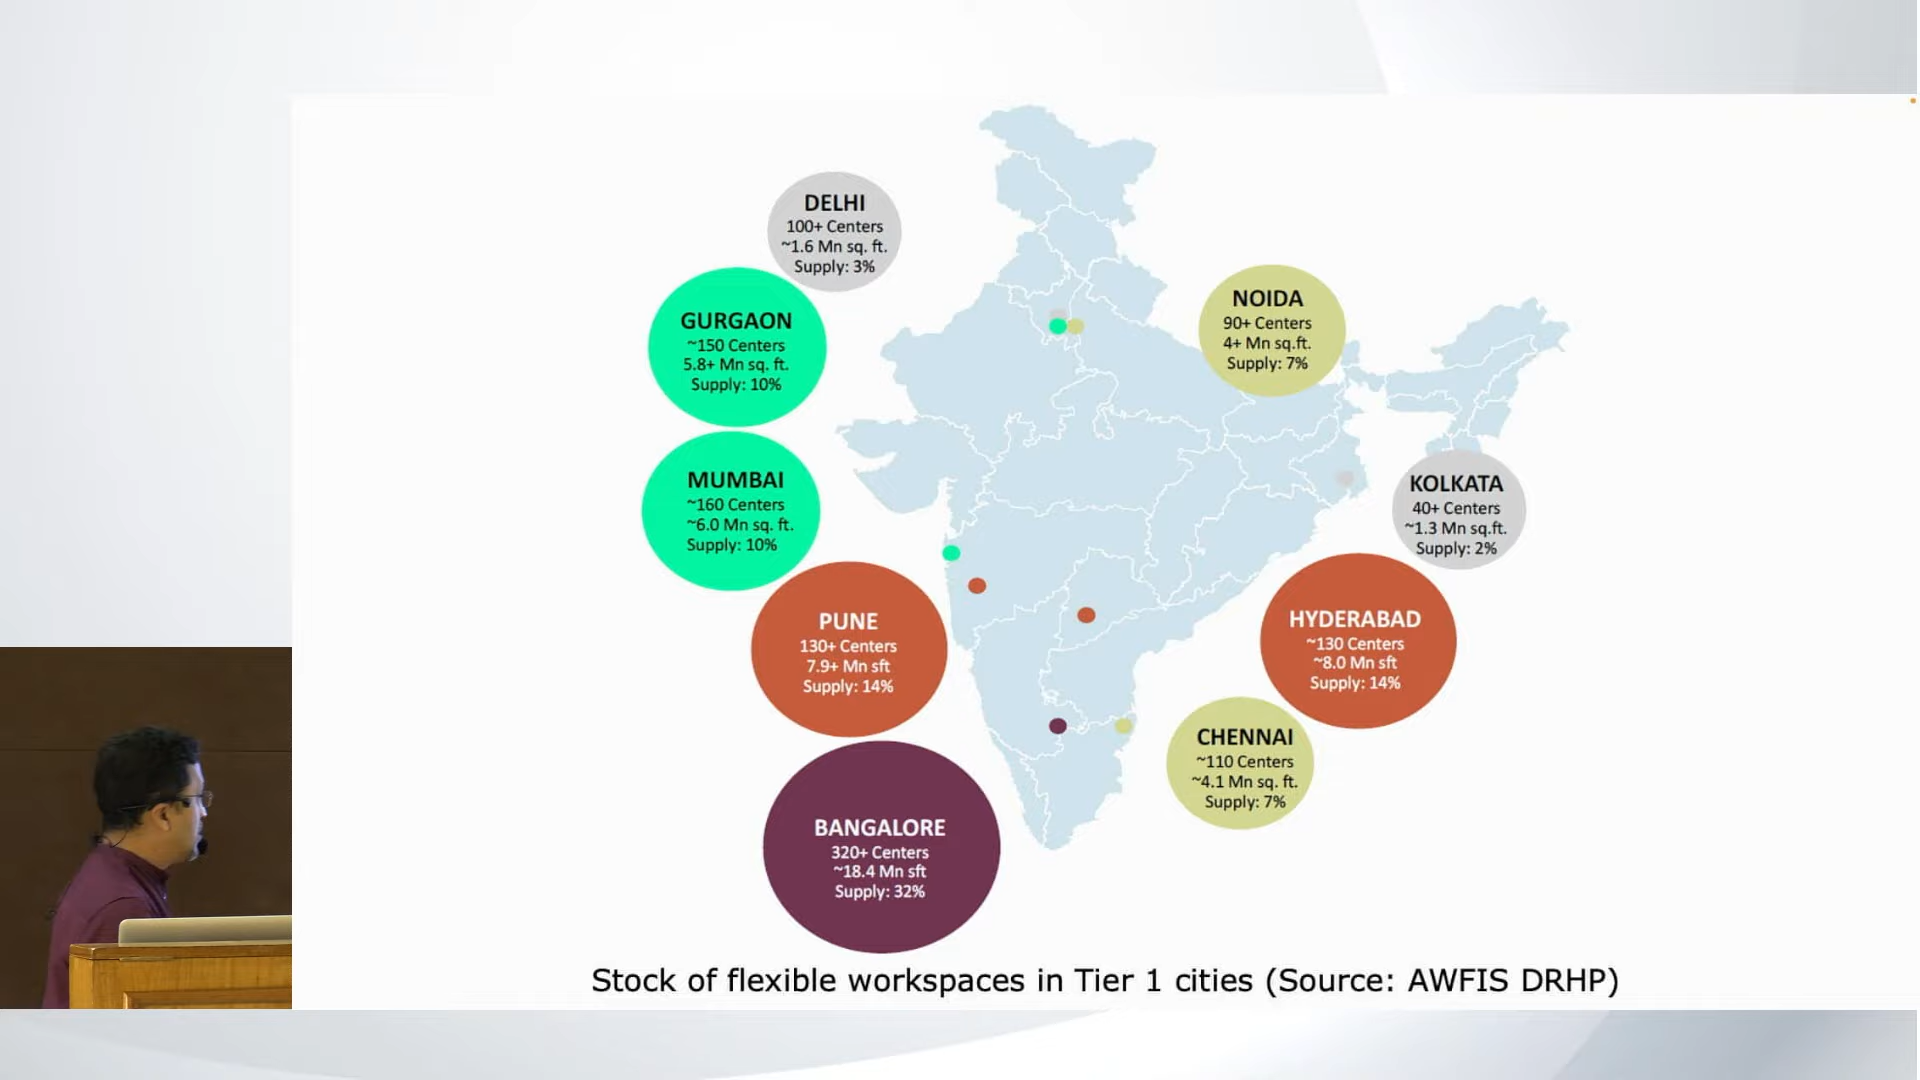 DELHI
100+ Centers
~1.6 Mn sq. ft.
Supply: 3%
GURGAON
~150 Centers
5.8+ Mn sq. ft.
Supply: 10%
NOIDA
90+ Centers
4+ Mn sq.ft.
Supply: 7%
MUMBAI
~160 Centers
~6.0 Mn sq. ft.
Supply: 10%
KOLKATA
40+ Centers
~1.3 Mn sq.ft.
Supply: 2%
PUNE
130+ Centers
7.9+ Mn sft
Supply: 14%
HYDERABAD
~130 Centers
~8.0 Mn sft
Supply: 14%
CHENNAI
~110 Centers
~4.1 Mn sq. ft.
Supply: 7%
BANGALORE
320+ Centers
~18.4 Mn sft
Supply: 32%
Stock of flexible workspaces in Tier 1 cities (Source: AWFIS DRHP)